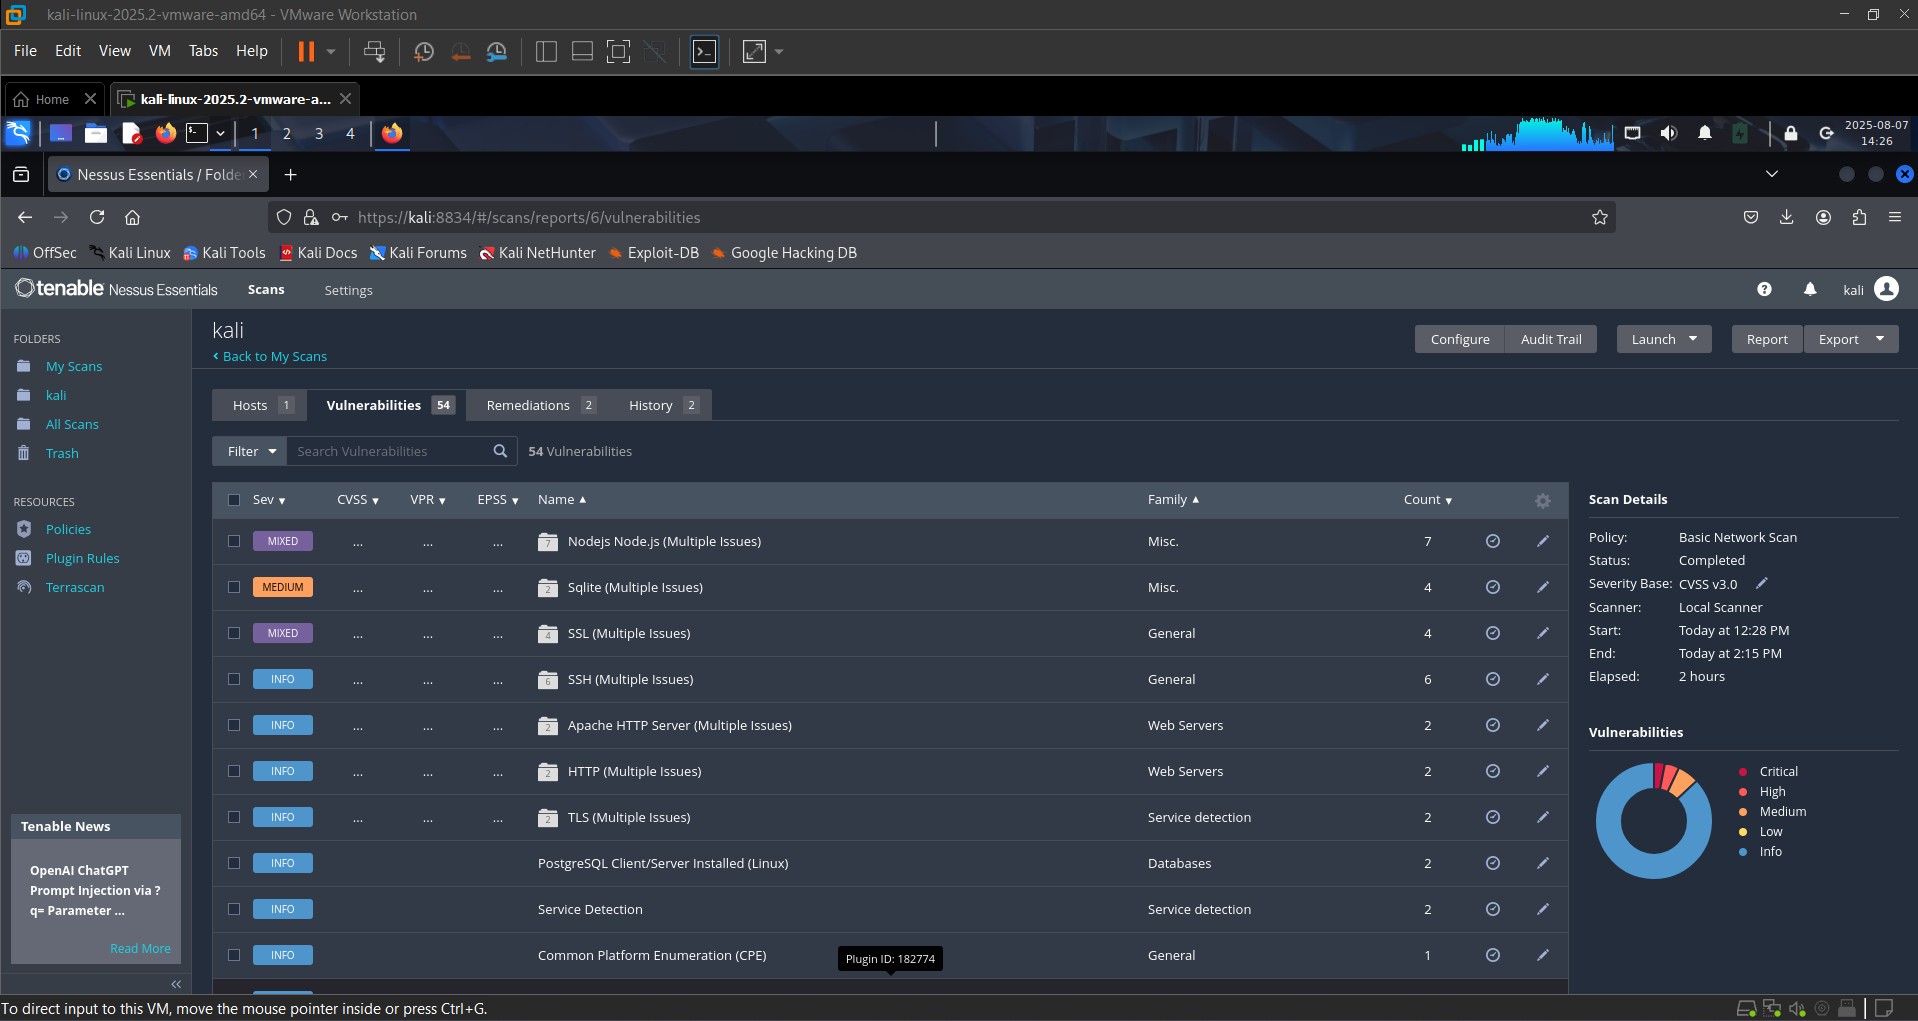 kali-linux-2025.2-vmware-amd64 - VMware Workstation
File Edit View VM Tabs Help
Home kali-linux-2025.2-vmware-a...
1 2 3 4 2025-08-07
14:26
Nessus Essentials / Folde
https://kali:8834/#/scans/reports/6/vulnerabilities
OffSec Kali Linux Kali Tools Kali Docs Kali Forums Kali NetHunter Exploit-DB Google Hacking DB
tenable Nessus Essentials Scans Settings kali
FOLDERS
My Scans
kali
All Scans
Trash
RESOURCES
Policies
Plugin Rules
Terrascan
Tenable News
OpenAI ChatGPT
Prompt Injection via ?
q= Parameter ...
Read More
kali
Back to My Scans
Configure Audit Trail Launch Report Export
Hosts 1 Vulnerabilities 54 Remediations 2 History 2
Filter Search Vulnerabilities 54 Vulnerabilities
Sev CVSS VPR EPSS Name Family Count
MIXED ... ... ... 7 Nodejs Node.js (Multiple Issues) Misc. 7
MEDIUM ... ... ... 2 Sqlite (Multiple Issues) Misc. 4
MIXED ... ... ... 4 SSL (Multiple Issues) General 4
INFO ... ... ... 6 SSH (Multiple Issues) General 6
INFO ... ... ... 2 Apache HTTP Server (Multiple Issues) Web Servers 2
INFO ... ... ... 2 HTTP (Multiple Issues) Web Servers 2
INFO ... ... ... 2 TLS (Multiple Issues) Service detection 2
INFO PostgreSQL Client/Server Installed (Linux) Databases 2
INFO Service Detection Service detection 2
INFO Common Platform Enumeration (CPE) General 1
Plugin ID: 182774
Scan Details
Policy: Basic Network Scan
Status: Completed
Severity Base: CVSS v3.0
Scanner: Local Scanner
Start: Today at 12:28 PM
End: Today at 2:15 PM
Elapsed: 2 hours
Vulnerabilities
Critical
High
Medium
Low
Info
To direct input to this VM, move the mouse pointer inside or press Ctrl+G.